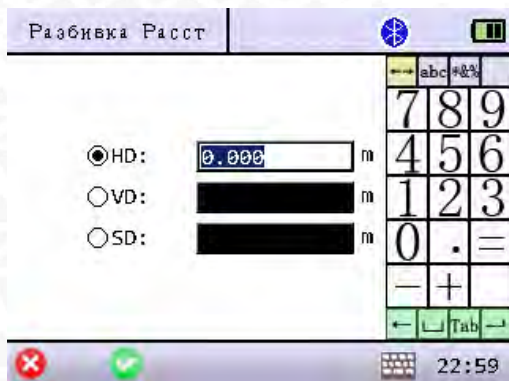 Разбивка Расст
←→ abc *&%
7 8 9
HD: 0.000 m 4 5 6
VD: m 1 2 3
SD: m 0 . =
− +
← Tab
22:59